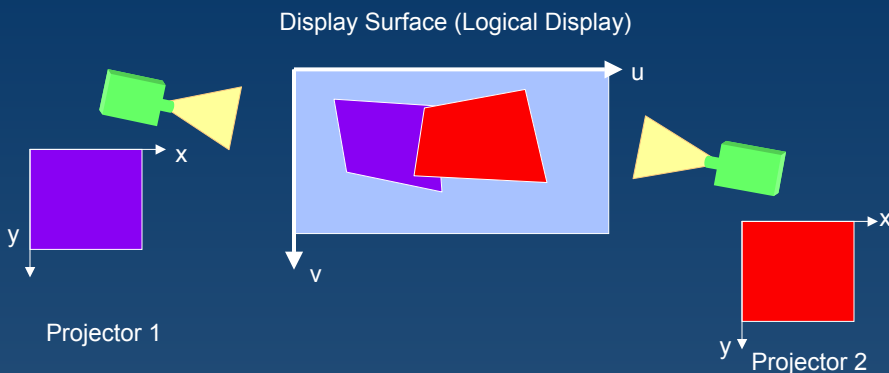 Display Surface (Logical Display)
u
x
x
y
v
Projector 1
y
Projector 2